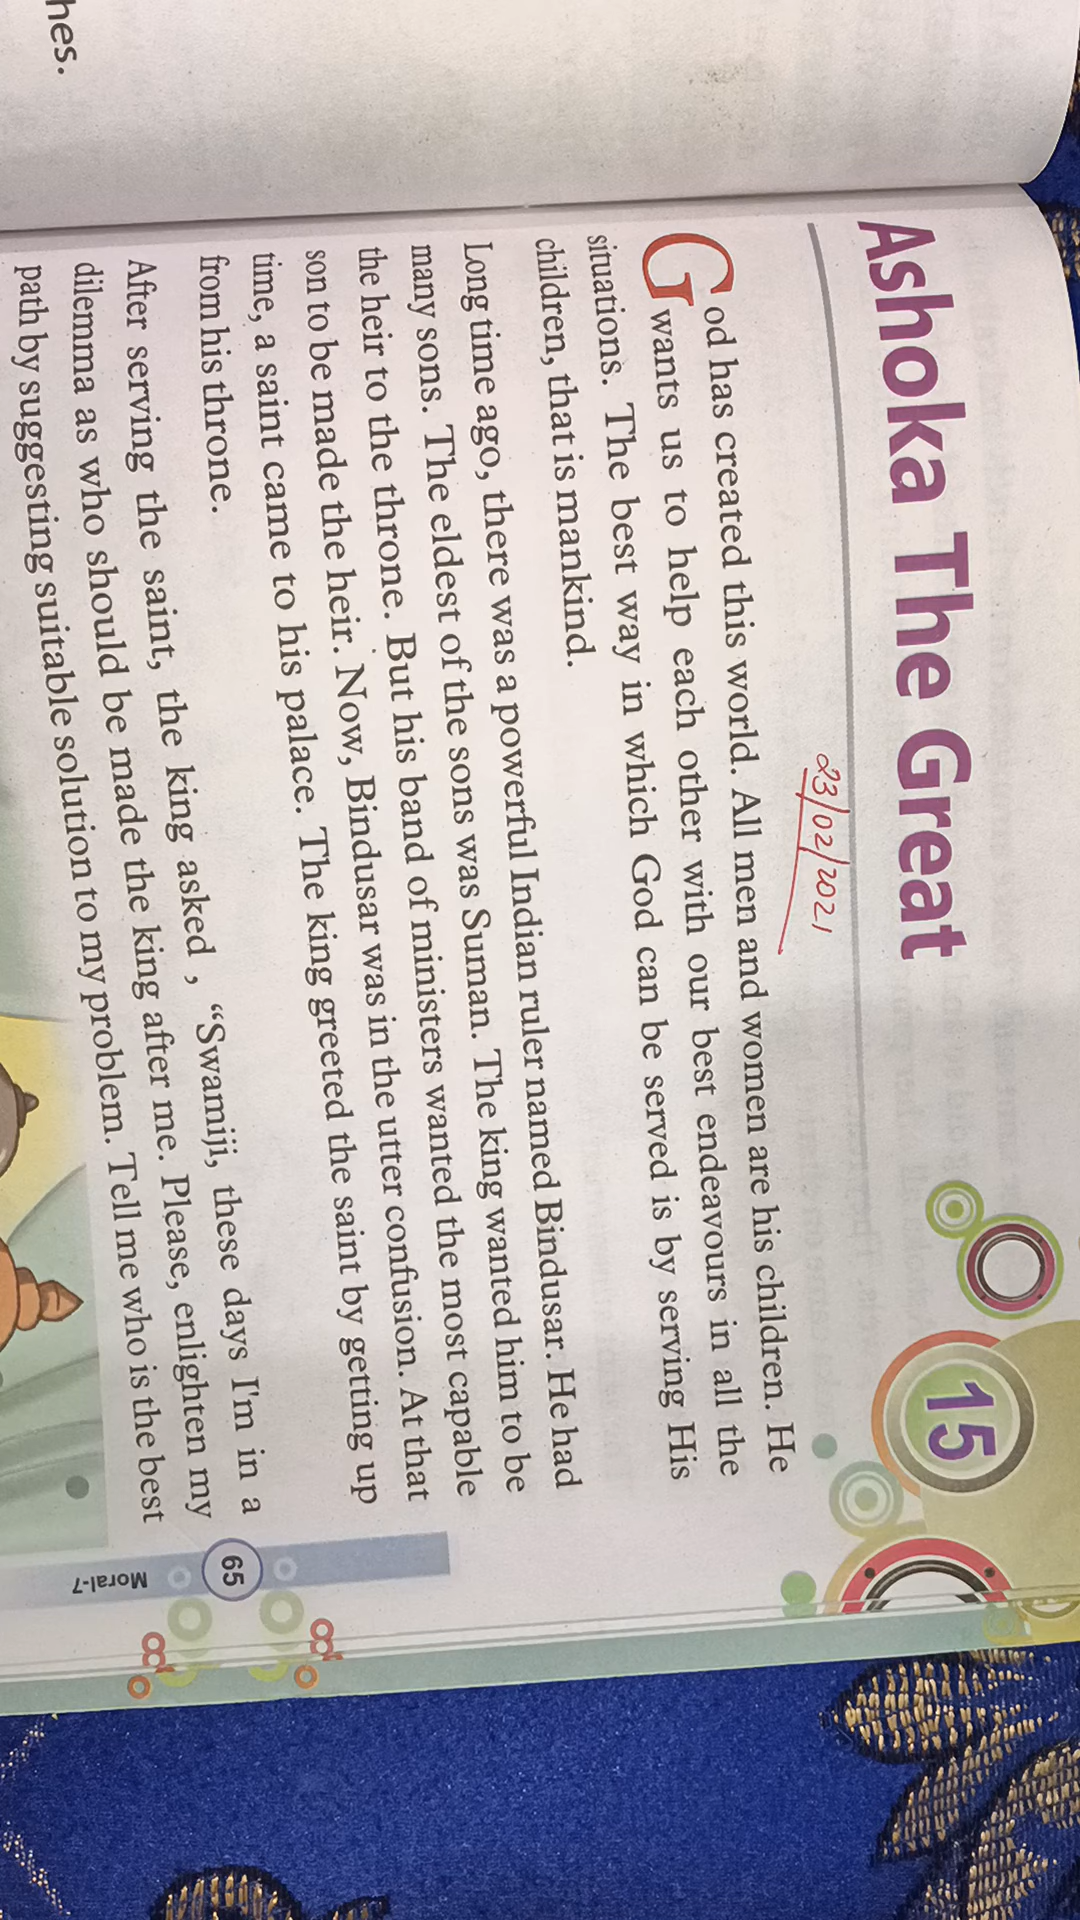 hes.
Ashoka The Great
15
23/02/2021
God has created this world. All men and women are his children. He
wants us to help each other with our best endeavours in all the
situations. The best way in which God can be served is by serving His
children, that is mankind.
Long time ago, there was a powerful Indian ruler named Bindusar. He had
many sons. The eldest of the sons was Suman. The king wanted him to be
the heir to the throne. But his band of ministers wanted the most capable
son to be made the heir. Now, Bindusar was in the utter confusion. At that
time, a saint came to his palace. The king greeted the saint by getting up
from his throne.
After serving the saint, the king asked , “Swamiji, these days I'm in a
dilemma as who should be made the king after me. Please, enlighten my
path by suggesting suitable solution to my problem. Tell me who is the best
65
Moral-7